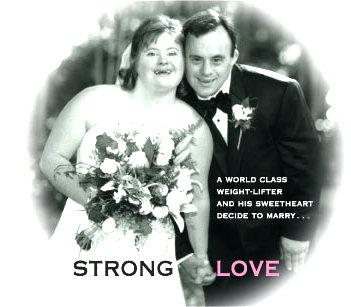 A WORLD CLASS
WEIGHT-LIFTER
AND HIS SWEETHEART
DECIDE TO MARRY...
STRONG LOVE